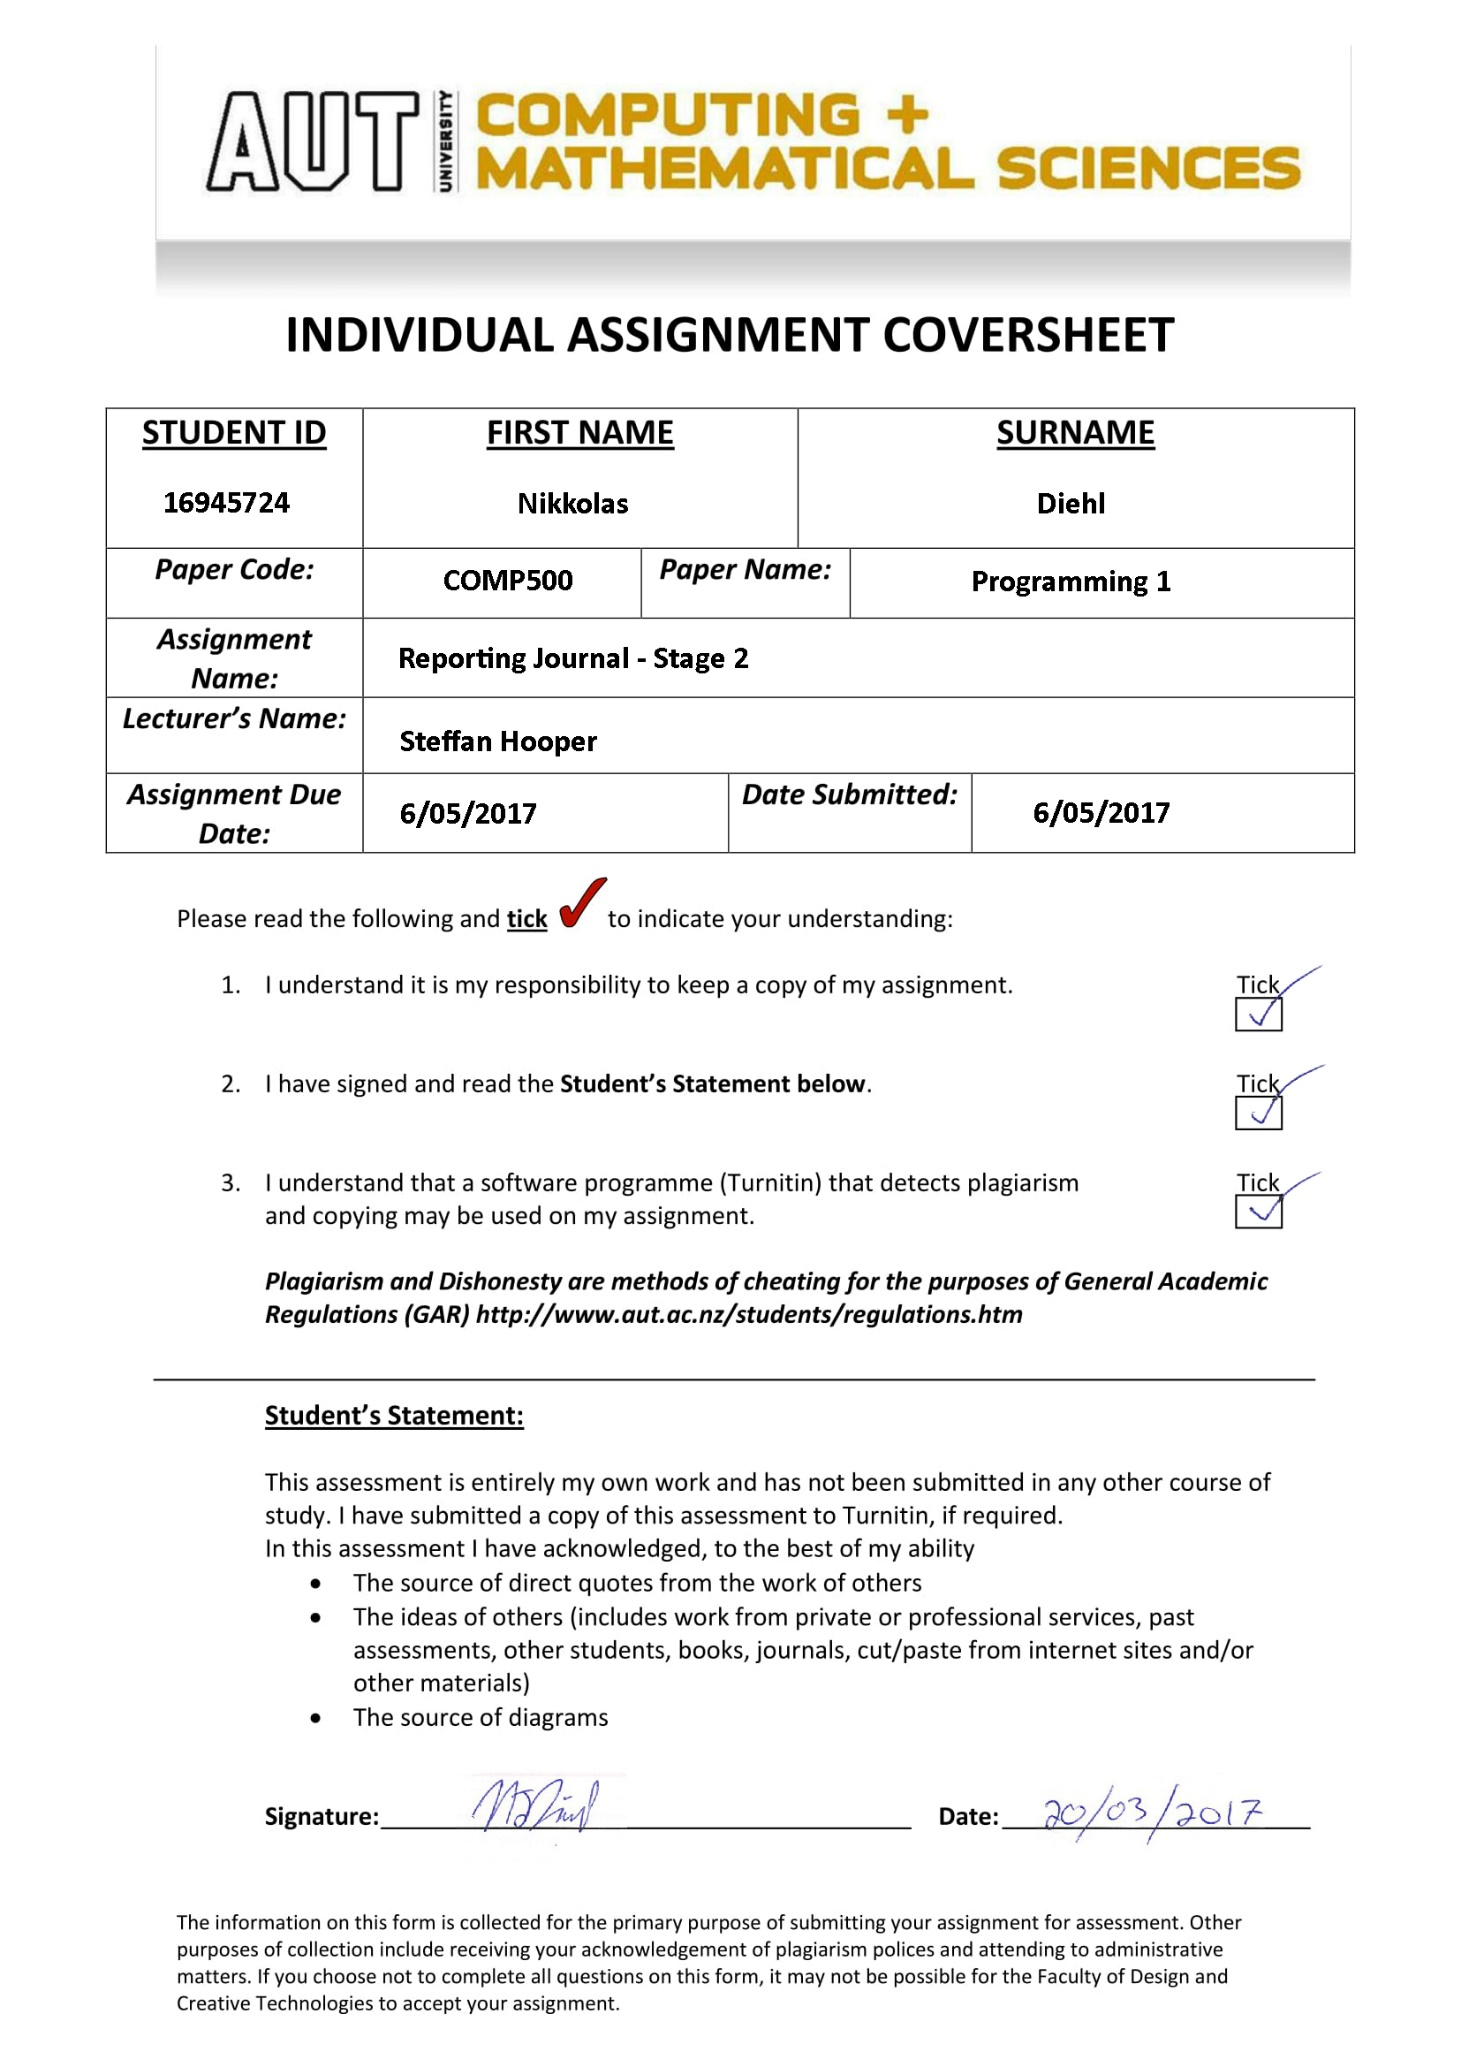 AUT UNIVERSITY COMPUTING +
MATHEMATICAL SCIENCES
INDIVIDUAL ASSIGNMENT COVERSHEET
STUDENT ID FIRST NAME SURNAME
16945724 Nikkolas Diehl
Paper Code: COMP500 Paper Name: Programming 1
Assignment
Name:
Reporting Journal - Stage 2
Lecturer's Name:
Steffan Hooper
Assignment Due
Date:
6/05/2017
Date Submitted:
6/05/2017
Please read the following and tick to indicate your understanding:
1. I understand it is my responsibility to keep a copy of my assignment. Tick
2. I have signed and read the Student's Statement below. Tick
3. I understand that a software programme (Turnitin) that detects plagiarism Tick
and copying may be used on my assignment.
Plagiarism and Dishonesty are methods of cheating for the purposes of General Academic
Regulations (GAR) http://www.aut.ac.nz/students/regulations.htm
Student's Statement:
This assessment is entirely my own work and has not been submitted in any other course of
study. I have submitted a copy of this assessment to Turnitin, if required.
In this assessment I have acknowledged, to the best of my ability
• The source of direct quotes from the work of others
• The ideas of others (includes work from private or professional services, past
assessments, other students, books, journals, cut/paste from internet sites and/or
other materials)
• The source of diagrams
Signature: Date: 20/03/2017
The information on this form is collected for the primary purpose of submitting your assignment for assessment. Other
purposes of collection include receiving your acknowledgement of plagiarism polices and attending to administrative
matters. If you choose not to complete all questions on this form, it may not be possible for the Faculty of Design and
Creative Technologies to accept your assignment.